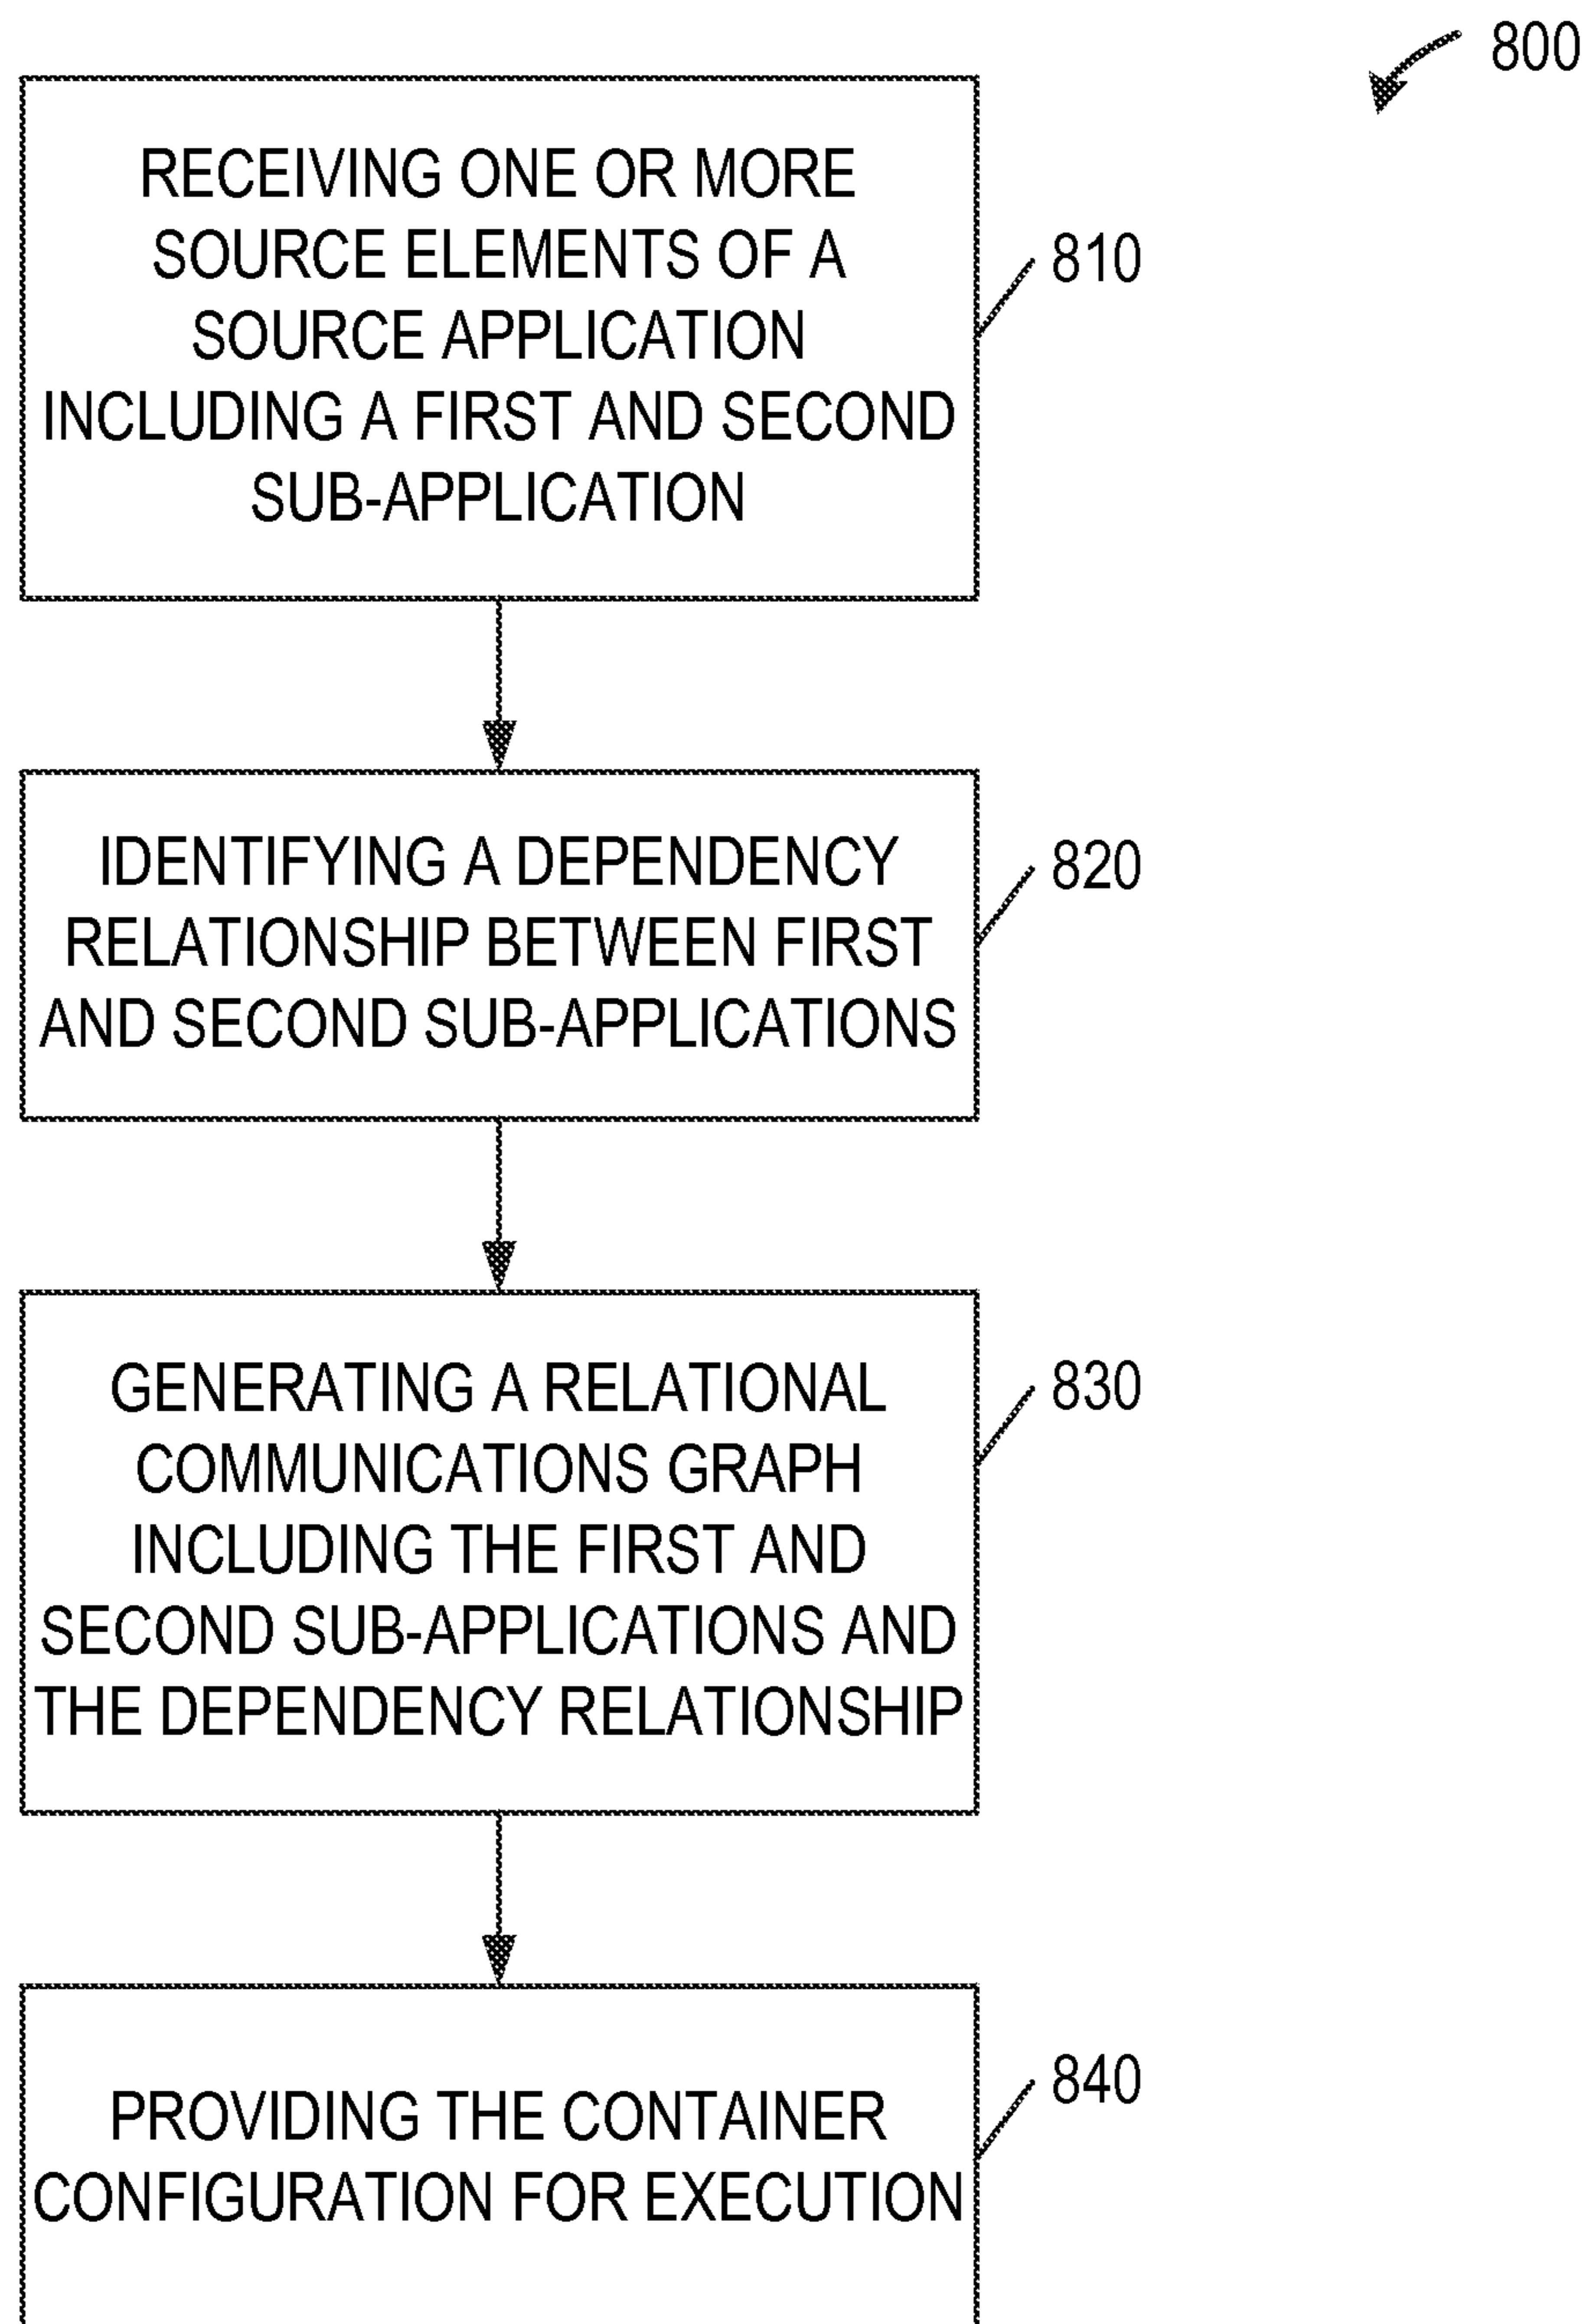 800
RECEIVING ONE OR MORE
SOURCE ELEMENTS OF A
SOURCE APPLICATION
INCLUDING A FIRST AND SECOND
SUB-APPLICATION
810
IDENTIFYING A DEPENDENCY
RELATIONSHIP BETWEEN FIRST
AND SECOND SUB-APPLICATIONS
820
GENERATING A RELATIONAL
COMMUNICATIONS GRAPH
INCLUDING THE FIRST AND
SECOND SUB-APPLICATIONS AND
THE DEPENDENCY RELATIONSHIP
830
PROVIDING THE CONTAINER
CONFIGURATION FOR EXECUTION
840